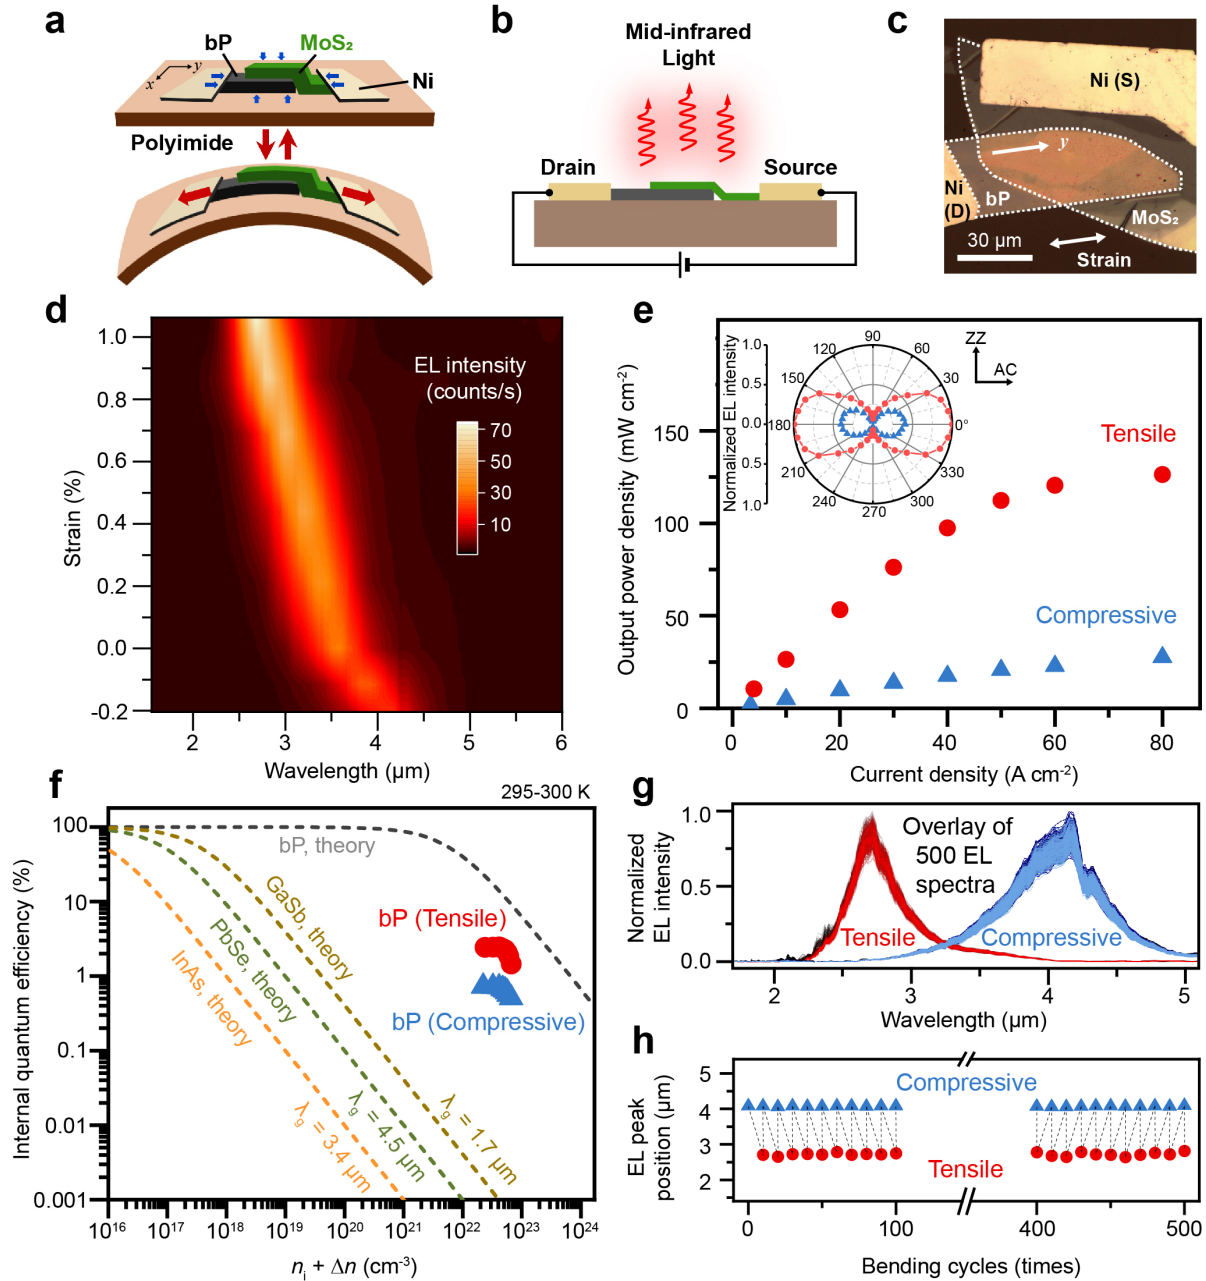 a
bP
MoS₂
x
y
Ni
Polyimide
b
Mid-infrared
Light
Drain
Source
c
Ni (S)
y
Ni
(D)
bP
MoS₂
30 µm
Strain
d
EL intensity
(counts/s)
70
50
30
10
1.0
0.8
0.6
0.4
0.2
0.0
-0.2
Strain (%)
2
3
4
5
6
Wavelength (µm)
e
Output power density (mW cm⁻²)
150
100
50
0
Normalized EL intensity
1.0
0.5
0.0
0.5
1.0
90
60
30
0°
330
300
270
240
210
180
150
120
ZZ
AC
Tensile
Compressive
0
20
40
60
80
Current density (A cm⁻²)
f
295-300 K
Internal quantum efficiency (%)
100
10
1
0.1
0.01
0.001
bP, theory
GaSb, theory
PbSe, theory
InAs, theory
bP (Tensile)
bP (Compressive)
λg = 3.4 µm
λg = 4.5 µm
λg = 1.7 µm
10¹⁶
10¹⁷
10¹⁸
10¹⁹
10²⁰
10²¹
10²²
10²³
10²⁴
nᵢ + Δn (cm⁻³)
g
Normalized
EL intensity
1.0
0.5
0.0
Overlay of
500 EL
spectra
Tensile
Compressive
2
3
4
5
Wavelength (µm)
h
EL peak
position (µm)
5
4
3
2
Compressive
Tensile
0
100
400
500
Bending cycles (times)